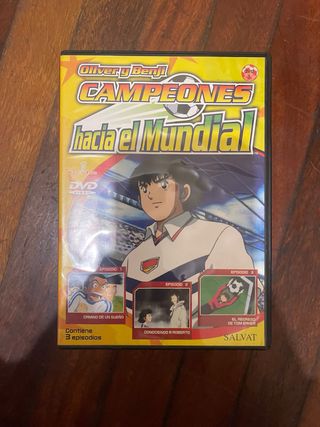 Oliver y Benji
CAMPEONES
hacia el Mundial
DVD
EPISODIO 1
EPISODIO 2
EPISODIO 3
CAMINO DE UN SUEÑO
CONOCIENDO A ROBERTO
EL REGRESO
DE TOM BAKER
Contiene
3 episodios
SALVAT